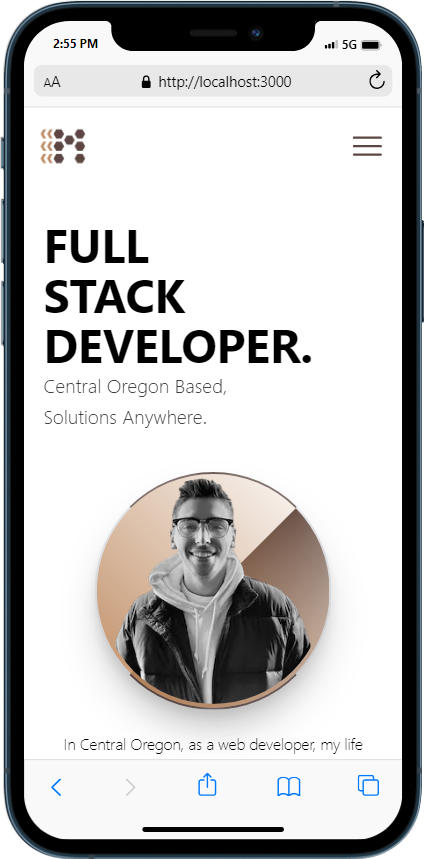 2:55 PM 5G
AA http://localhost:3000
FULL
STACK
DEVELOPER.
Central Oregon Based,
Solutions Anywhere.
In Central Oregon, as a web developer, my life